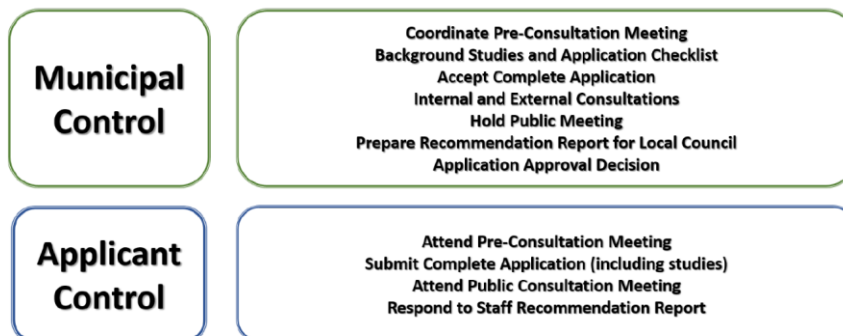 Municipal
Control
Coordinate Pre-Consultation Meeting
Background Studies and Application Checklist
Accept Complete Application
Internal and External Consultations
Hold Public Meeting
Prepare Recommendation Report for Local Council
Application Approval Decision
Applicant
Control
Attend Pre-Consultation Meeting
Submit Complete Application (including studies)
Attend Public Consultation Meeting
Respond to Staff Recommendation Report